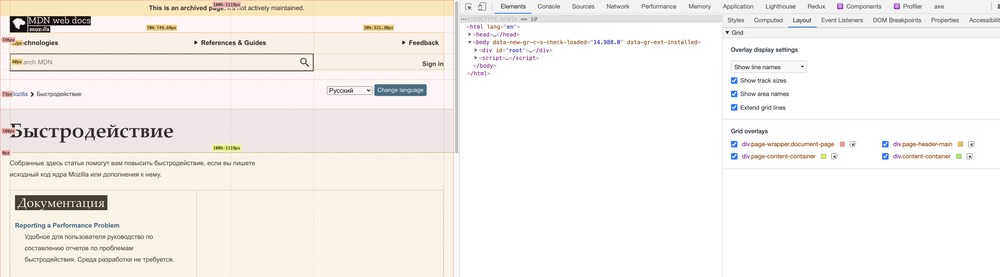 This is an archived page. It's not actively maintained.
100%·1119px
MDN web docs
moz://a
70%·749.69px
30%·321.30px
196px
52px
chnologies
▶ References & Guides
▶ Feedback
40px
arch MDN
Sign in
73px
ozilla
Быстродействие
Русский
Change language
108px
Быстродействие
100%·1119px
0px
Собранные здесь статьи помогут вам повысить быстродействие, если вы пишете
исходный код ядра Mozilla или дополнения к нему.
Документация
Reporting a Performance Problem
Удобное для пользователя руководство по
составлению отчетов по проблемам
быстродействия. Среда разработки не требуется.
Elements Console Sources Network Performance Memory Application Lighthouse Redux Components Profiler axe
…<!DOCTYPE html> == $0
<html lang="en">
▶<head>…</head>
▼<body data-new-gr-c-s-check-loaded="14.988.0" data-gr-ext-installed>
▶<div id="root">…</div>
▶<script>…</script>
</body>
</html>
Styles Computed Layout Event Listeners DOM Breakpoints Properties Accessibilit
▼ Grid
Overlay display settings
Show line names
Show track sizes
Show area names
Extend grid lines
Grid overlays
div.page-wrapper.document-page
div.page-header-main
div.page-content-container
div.content-container